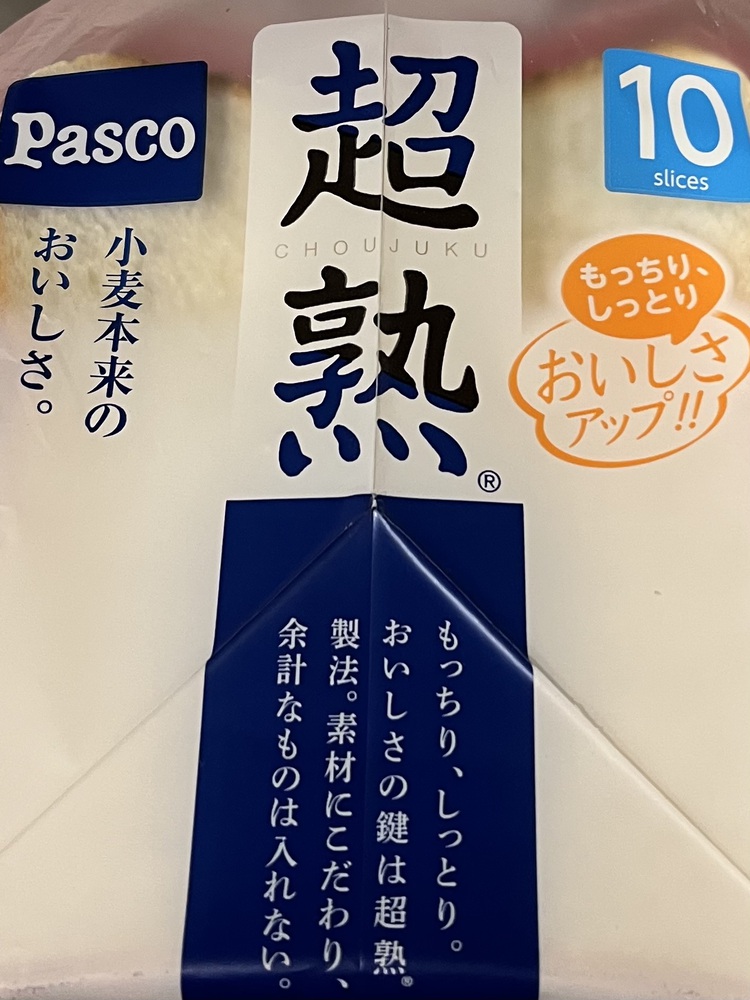 Pasco
超熟
CHOUJUKU
®
10
slices
小麦本来の
おいしさ。
もっちり、
しっとり
おいしさ
アップ!!
もっちり、しっとり。
おいしさの鍵は超熟®
製法。素材にこだわり、
余計なものは入れない。